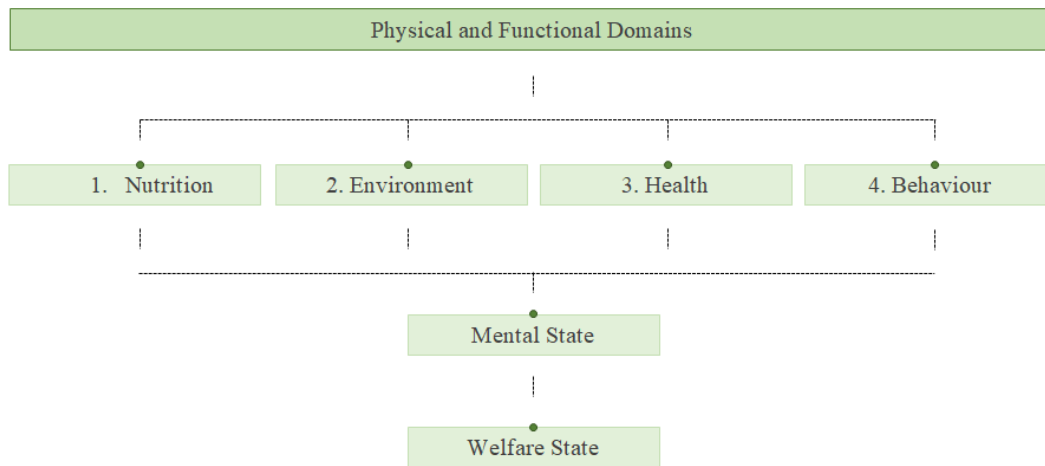 Physical and Functional Domains
1. Nutrition
2. Environment
3. Health
4. Behaviour
Mental State
Welfare State